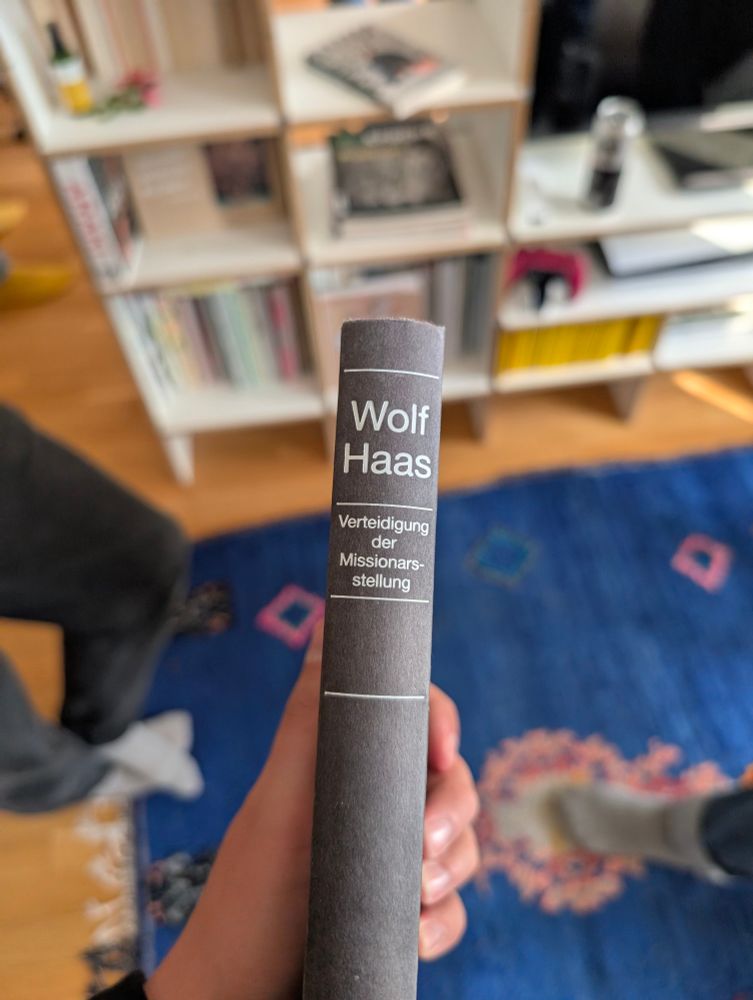 Wolf
Haas
Verteidigung
der
Missionars-
stellung